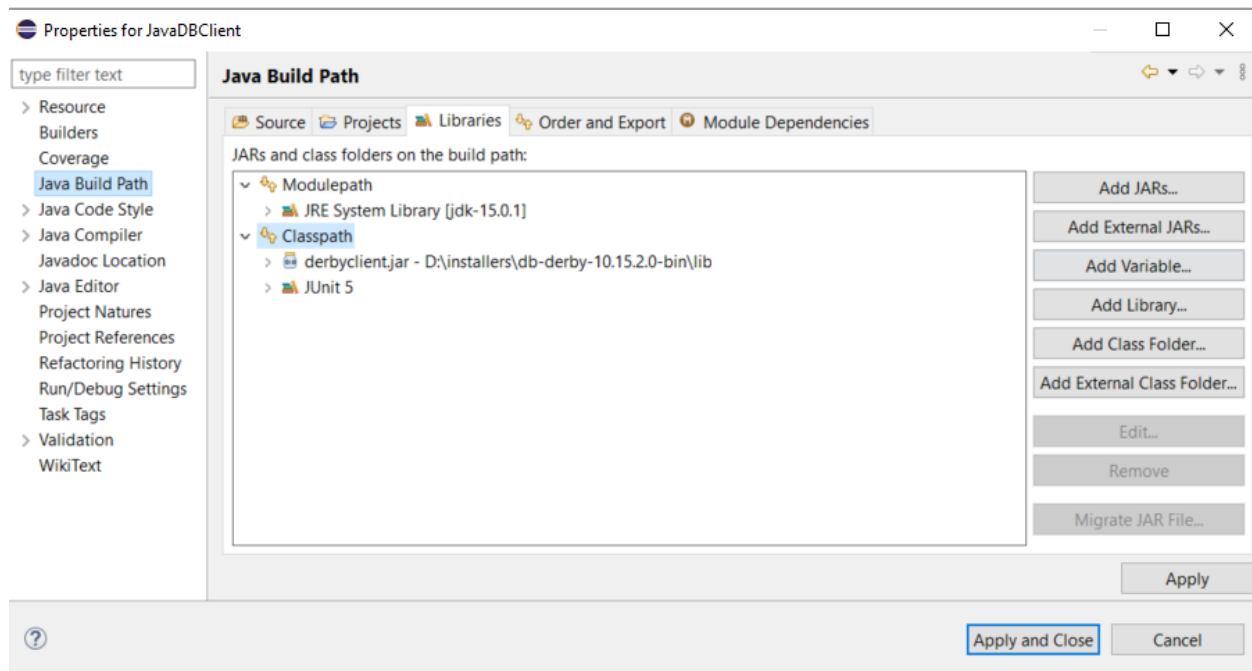 Properties for JavaDBClient
type filter text
Resource
Builders
Coverage
Java Build Path
Java Code Style
Java Compiler
Javadoc Location
Java Editor
Project Natures
Project References
Refactoring History
Run/Debug Settings
Task Tags
Validation
WikiText
Java Build Path
Source Projects Libraries Order and Export Module Dependencies
JARs and class folders on the build path:
Modulepath
JRE System Library [jdk-15.0.1]
Classpath
derbyclient.jar - D:\installers\db-derby-10.15.2.0-bin\lib
JUnit 5
Add JARs...
Add External JARs...
Add Variable...
Add Library...
Add Class Folder...
Add External Class Folder...
Edit...
Remove
Migrate JAR File...
Apply
Apply and Close Cancel